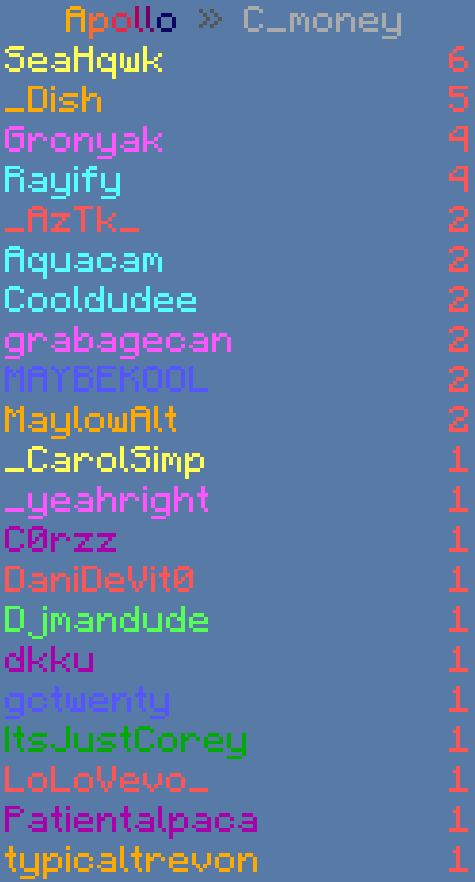 Apollo » C_money
SeaHqwk 6
_Dish 5
Gronyak 4
Rayify 4
_AzTk_ 2
Aquacam 2
Cooldudee 2
grabagecan 2
MAYBEKOOL 2
MaylowAlt 2
_CarolSimp 1
_yeahright 1
C0rzz 1
DaniDeVit0 1
Djmandude 1
dkku 1
gctwenty 1
ItsJustCorey 1
LoLoVevo_ 1
Patientalpaca 1
typicaltrevon 1